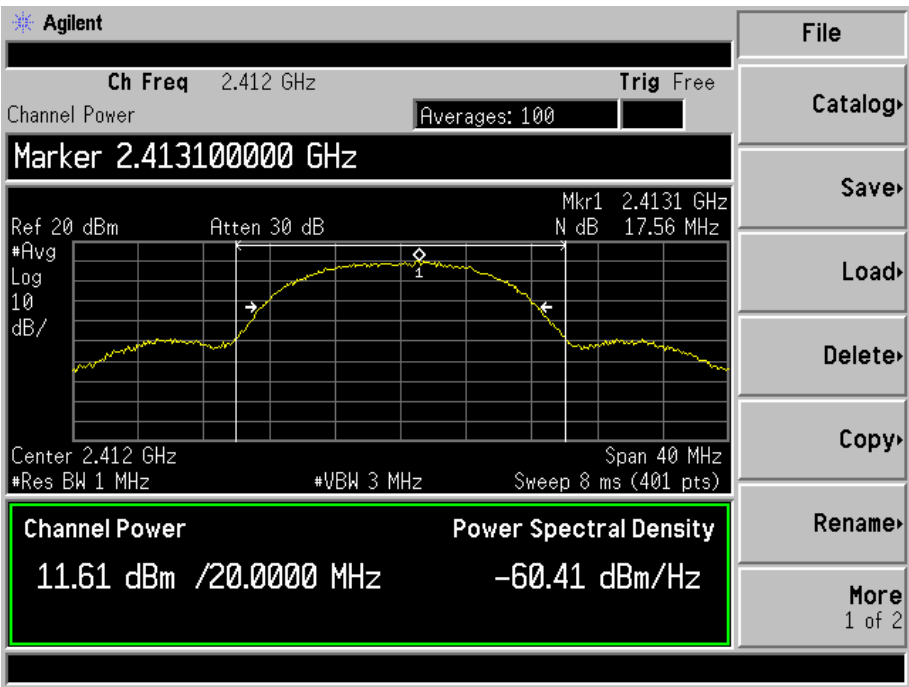 Agilent
File
Ch Freq 2.412 GHz Trig Free
Channel Power Averages: 100
Catalog
Marker 2.413100000 GHz
Save
Mkr1 2.4131 GHz
Ref 20 dBm Atten 30 dB N dB 17.56 MHz
#Avg
Log
10
dB/
1
Load
Delete
Copy
Center 2.412 GHz Span 40 MHz
#Res BW 1 MHz #VBW 3 MHz Sweep 8 ms (401 pts)
Channel Power Power Spectral Density
Rename
11.61 dBm /20.0000 MHz -60.41 dBm/Hz
More
1 of 2